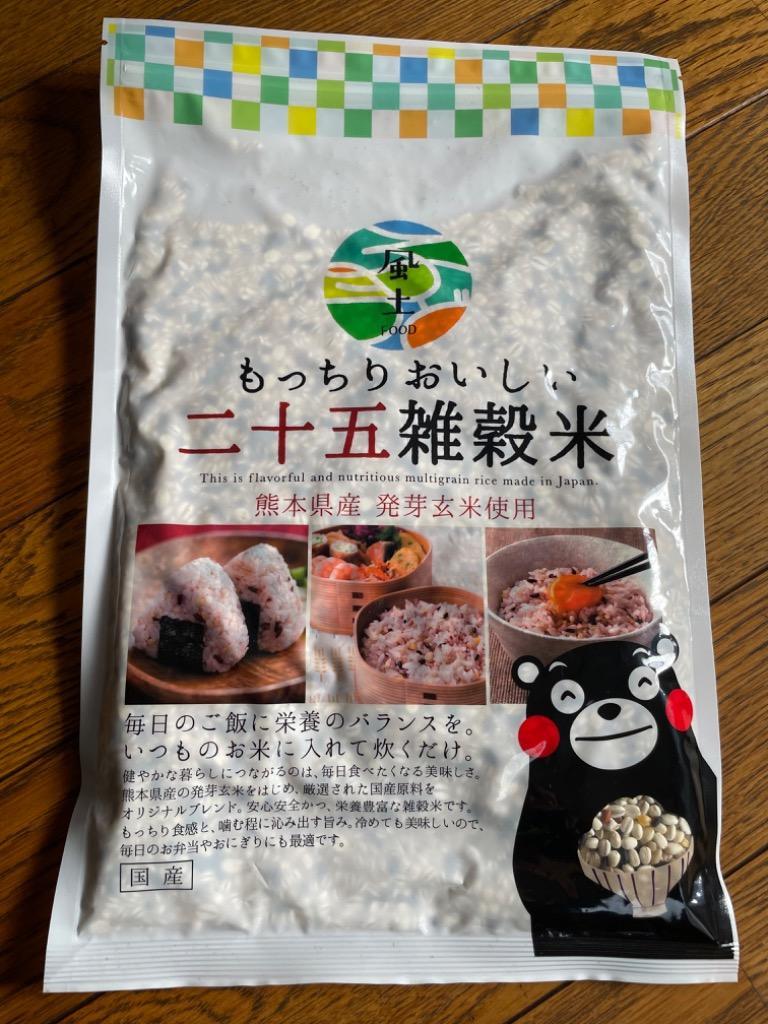 風土
FOOD
もっちりおいしい
二十五雑穀米
This is flavorful and nutritious multigrain rice made in Japan.
熊本県産 発芽玄米使用
毎日のご飯に栄養のバランスを。
いつものお米に入れて炊くだけ。
健やかな暮らしにつながるのは、毎日食べたくなる美味しさ。
熊本県産の発芽玄米をはじめ、厳選された国産原料を
オリジナルブレンド。安心安全かつ、栄養豊富な雑穀米です。
もっちり食感と、噛む程に沁み出す旨み。冷めても美味しいので、
毎日のお弁当やおにぎりにも最適です。
国産